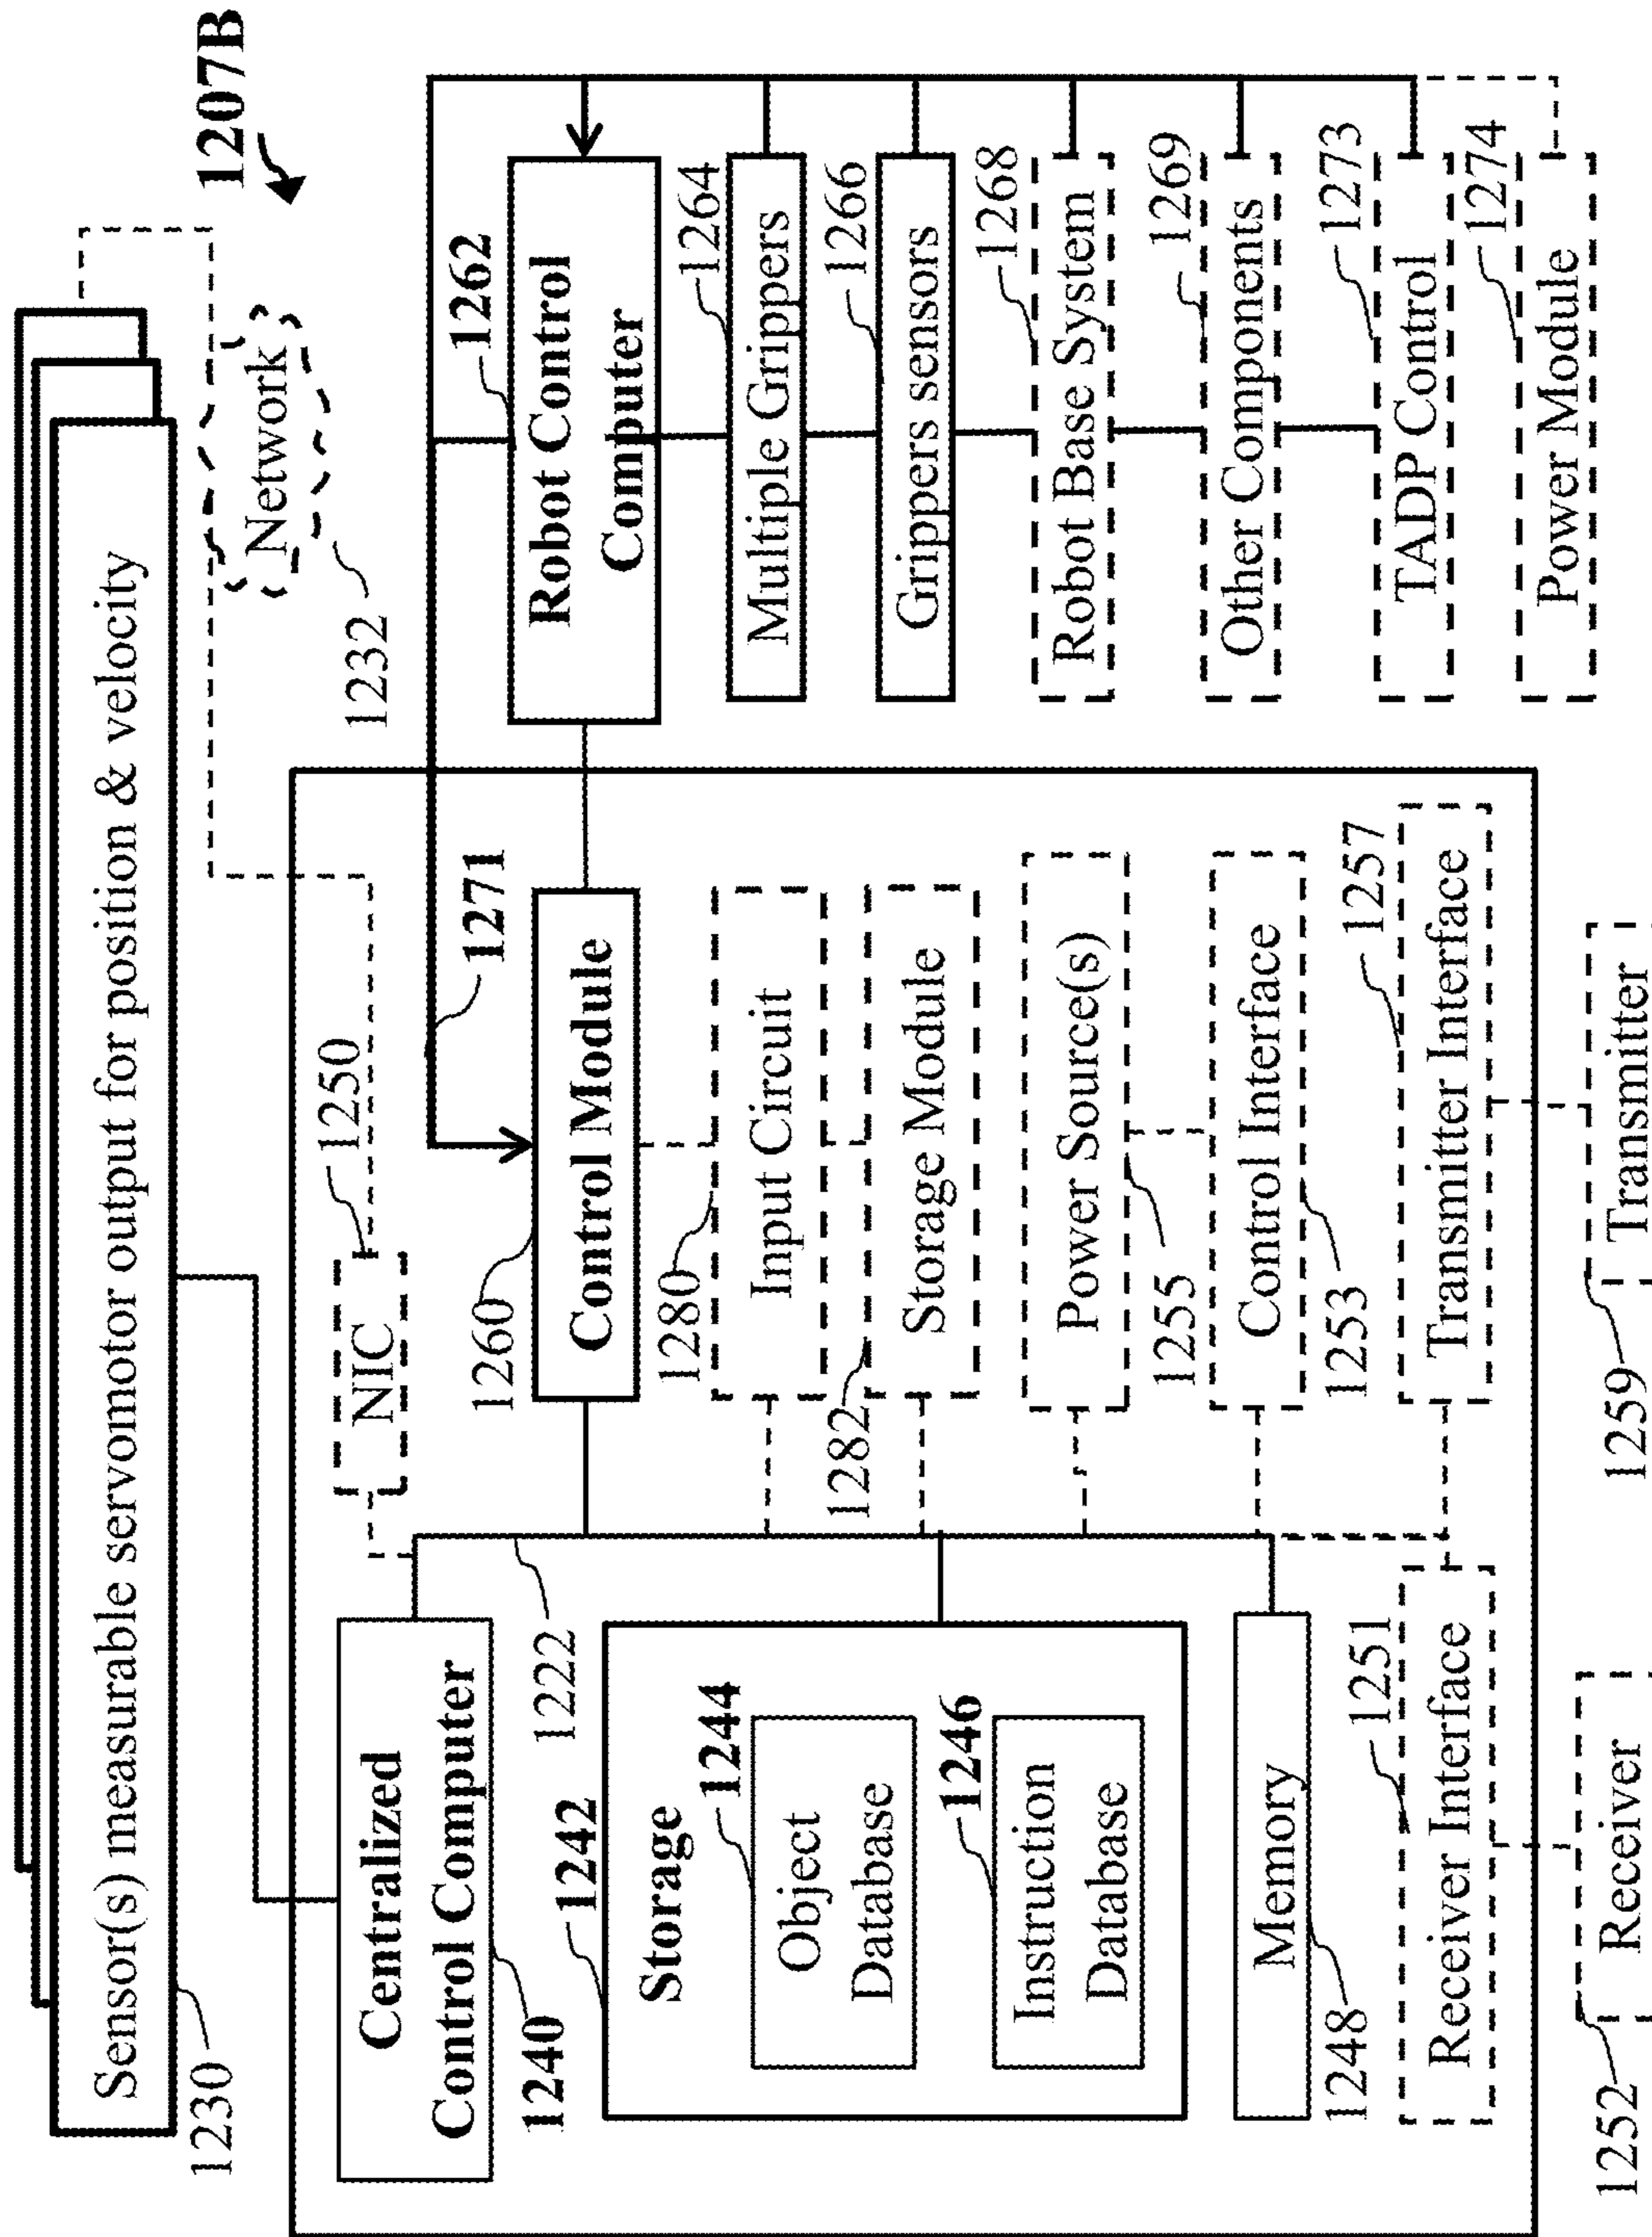 1207B
Sensor(s) measurable servomotor output for position & velocity
1230
Network
1232
1250
NIC
1271
1262
Centralized
Control Computer
1240
1222
1260
Control Module
Robot Control
Computer
1242
Storage
1244
Object
Database
1246
Instruction
Database
1280
Input Circuit
1282
Storage Module
1264
Multiple Grippers
1266
Grippers sensors
1268
Robot Base System
Power Source(s)
1255
1269
Other Components
Memory
1248
Control Interface
1253
1273
TADP Control
1251
Receiver Interface
1257
Transmitter Interface
1274
Power Module
1252
Receiver
1259
Transmitter